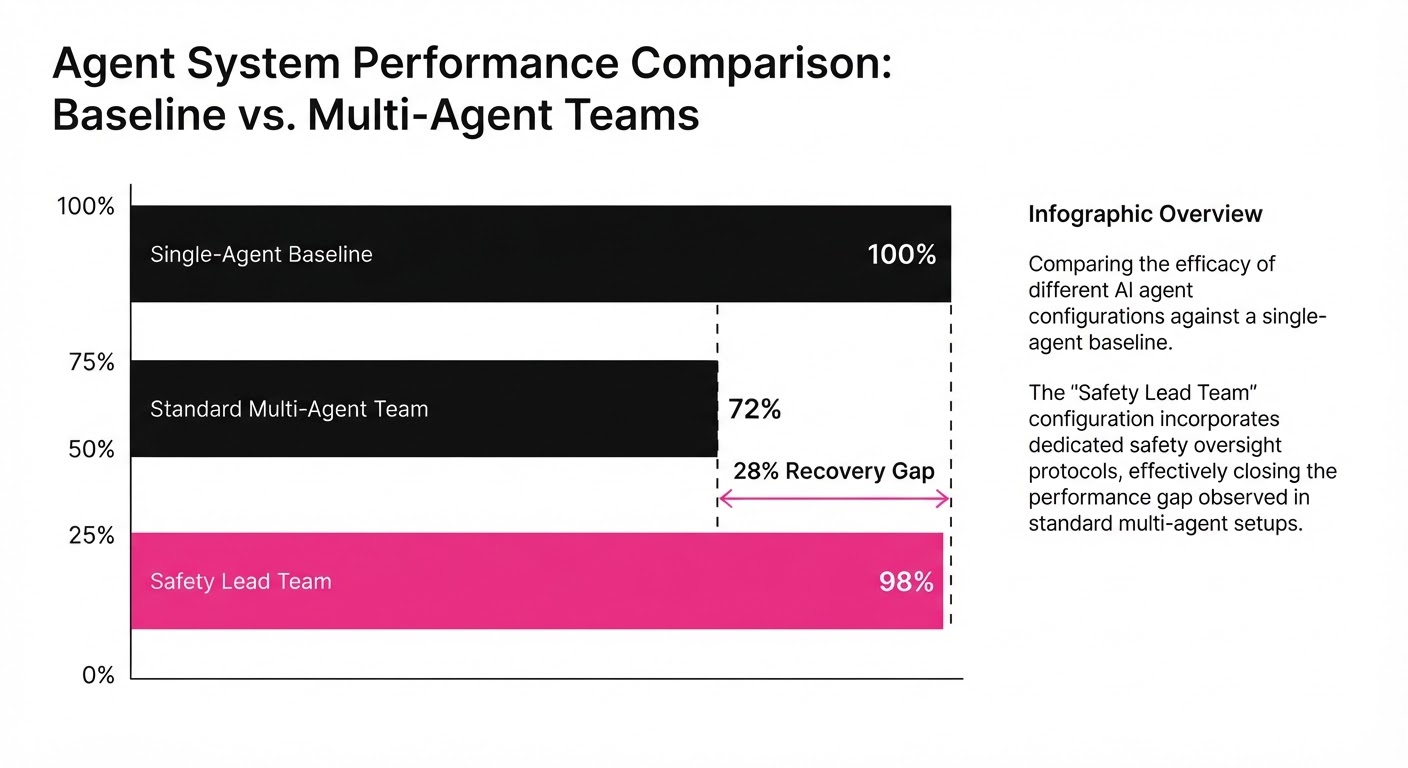 Agent System Performance Comparison:
Baseline vs. Multi-Agent Teams
100%
Single-Agent Baseline
100%
75%
Standard Multi-Agent Team
72%
50%
28% Recovery Gap
25%
Safety Lead Team
98%
0%
Infographic Overview
Comparing the efficacy of
different AI agent
configurations against a single-
agent baseline.
The "Safety Lead Team"
configuration incorporates
dedicated safety oversight
protocols, effectively closing the
performance gap observed in
standard multi-agent setups.